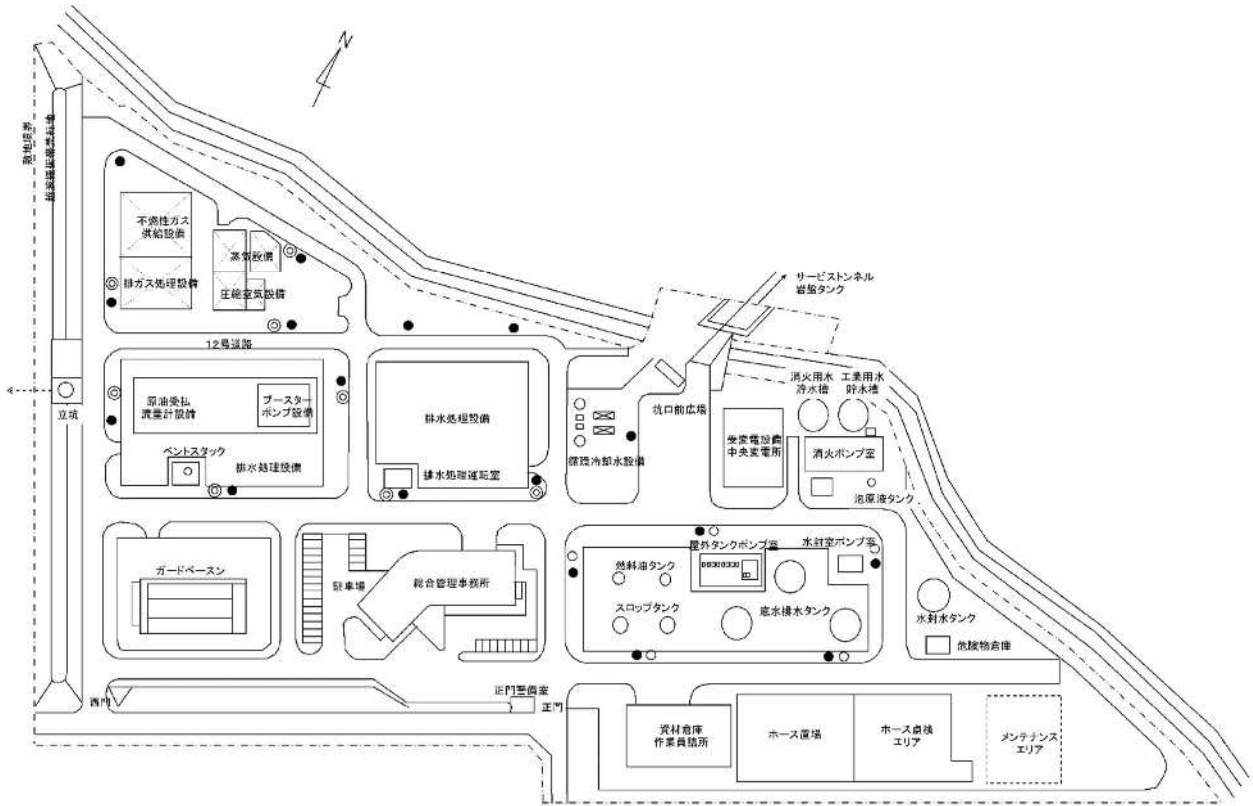 N
敷地境界
不燃性ガス
供給設備
蒸気設備
排ガス処理設備
圧縮空気設備
サービストンネル
岩盤タンク
12号道路
立坑
原油受払
流量計設備
ブースター
ポンプ設備
ベントスタック
排水処理設備
排水処理設備
排水処理運転室
循環冷却水設備
坑口前広場
受変電設備
中央変電所
消火用水
貯水槽
工業用水
貯水槽
消火ポンプ室
泡原液タンク
ガードベースン
駐車場
総合管理事務所
屋外タンクポンプ室
水封室ポンプ室
燃料油タンク
スロップタンク
底水排水タンク
水封水タンク
危険物倉庫
西門
正門警備室
正門
資材倉庫
作業員詰所
ホース置場
ホース点検
エリア
メンテナンス
エリア